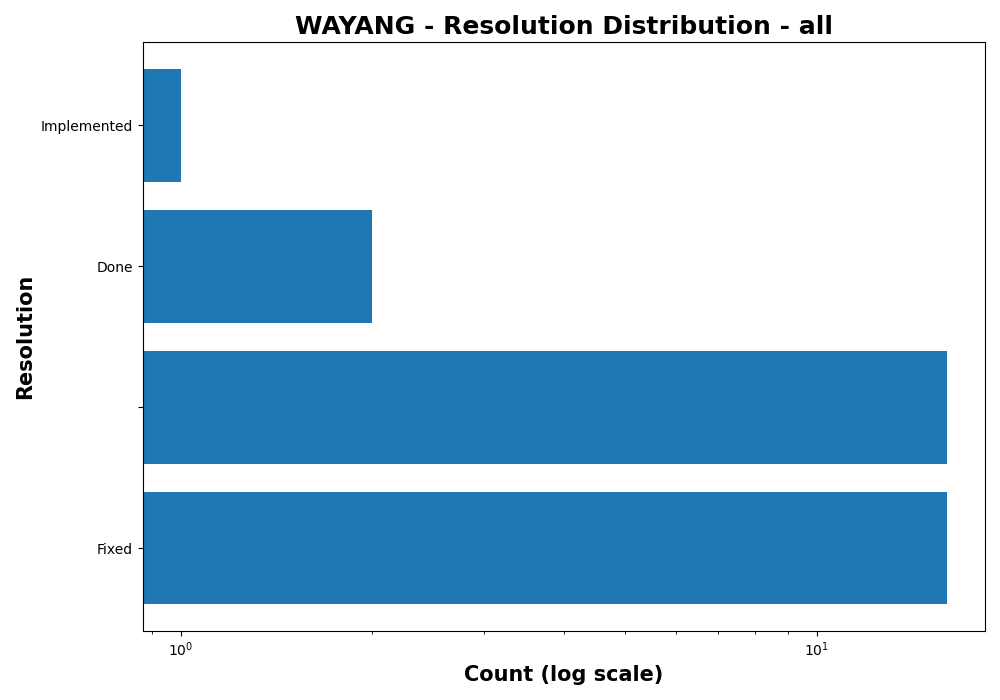 WAYANG - Resolution Distribution - all
Implemented
Done
Fixed
Resolution
10⁰
10¹
Count (log scale)